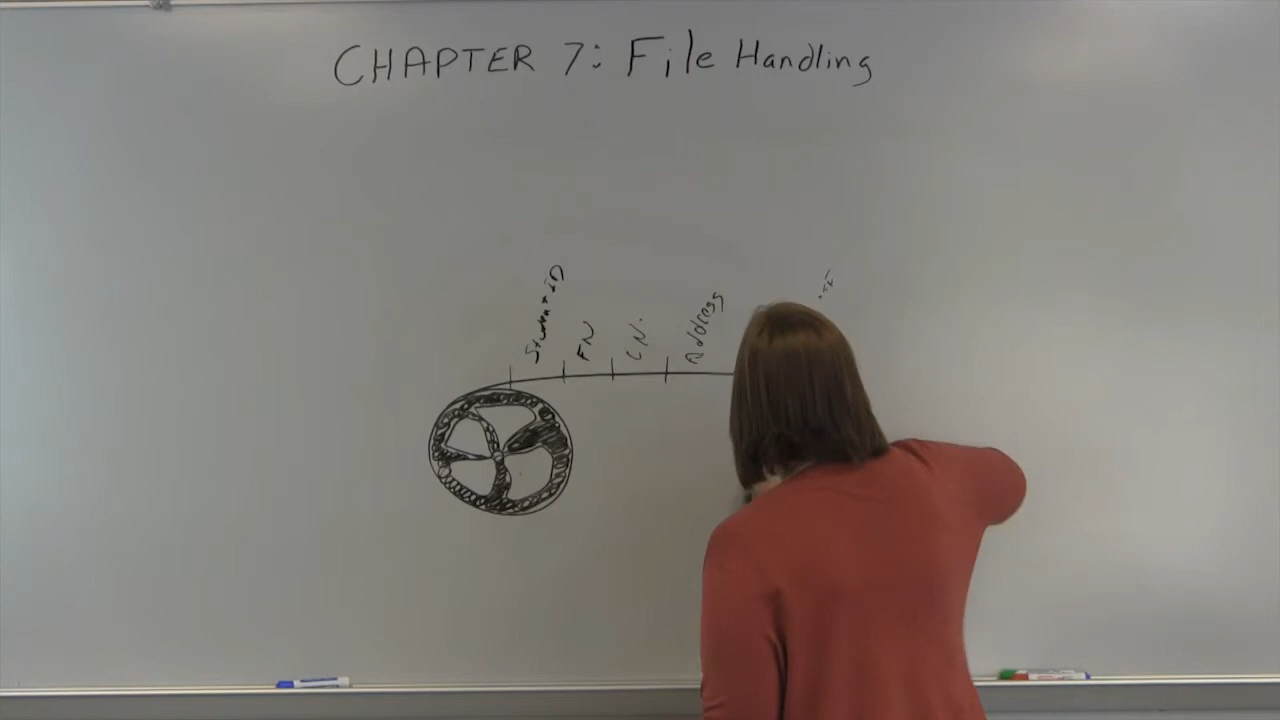 CHAPTER 7: File Handling
Student ID
FN
LN.
Address